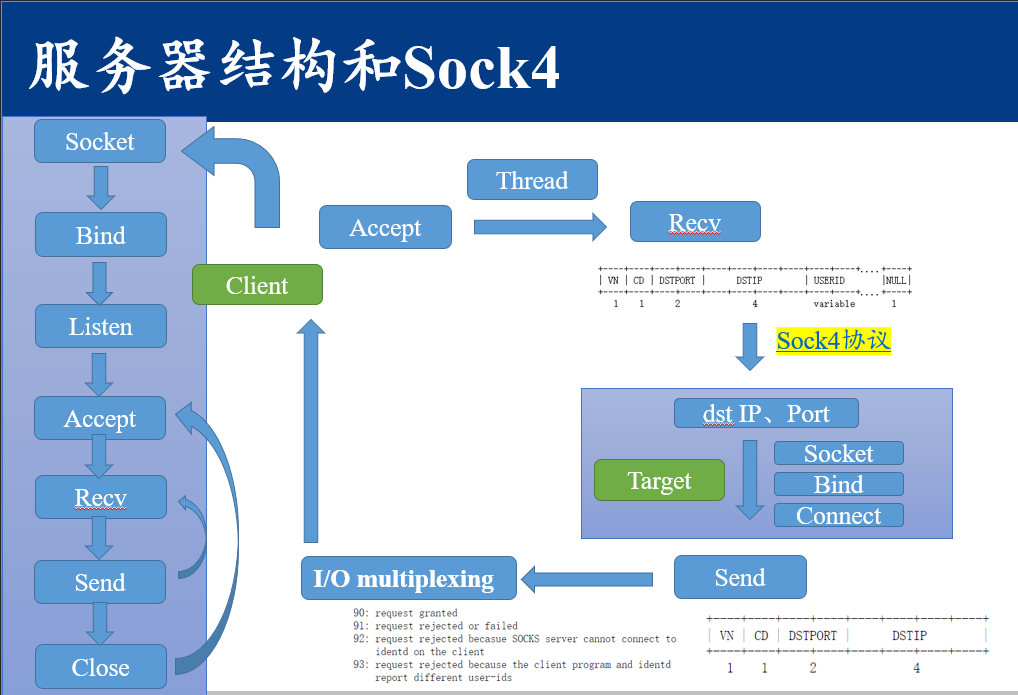 服务器结构和Sock4
Socket
Bind
Listen
Accept
Recv
Send
Close
Client
Accept
Thread
Recv
| VN | CD | DSTPORT | DSTIP | USERID |NULL|
1 1 2 4 variable 1
Sock4协议
dst IP、Port
Target
Socket
Bind
Connect
Send
I/O multiplexing
90: request granted
91: request rejected or failed
92: request rejected becasue SOCKS server cannot connect to
identd on the client
93: request rejected because the client program and identd
report different user-ids
| VN | CD | DSTPORT | DSTIP |
1 1 2 4